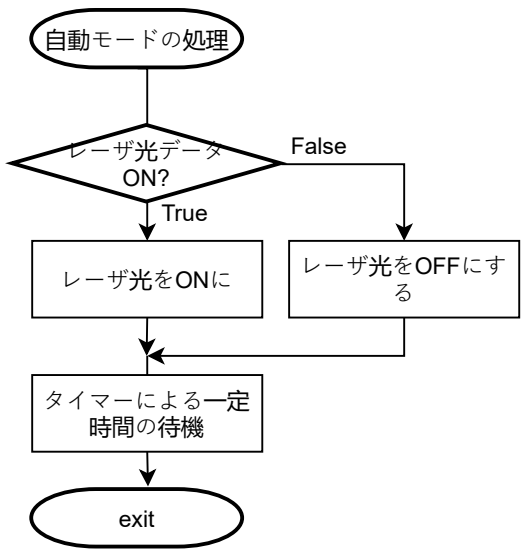 自動モードの処理
レーザ光データ
ON?
False
True
レーザ光をONに
レーザ光をOFFにす
る
タイマーによる一定
時間の待機
exit